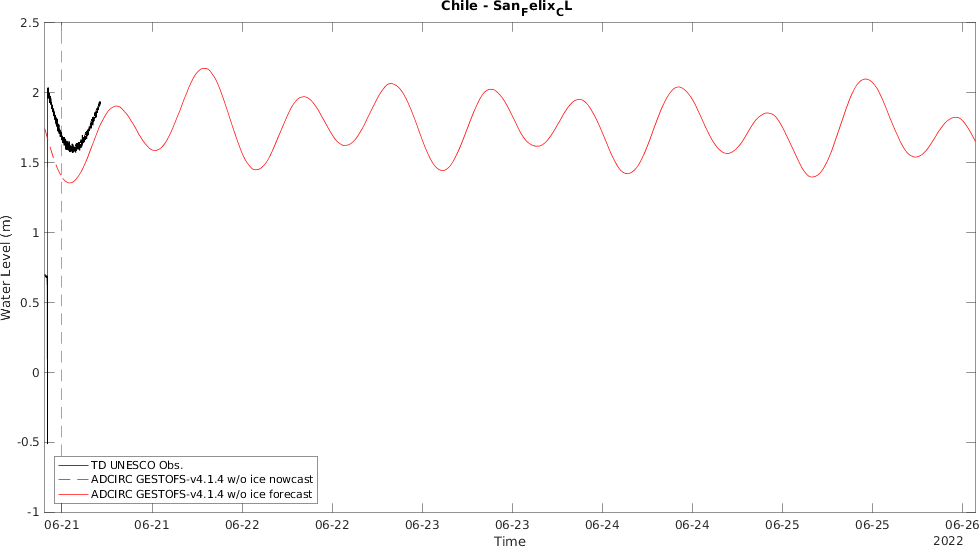 Chile - SanFelixCL
2.5
2
1.5
1
0.5
0
-0.5
-1
Water Level (m)
TD UNESCO Obs.
ADCIRC GESTOFS-v4.1.4 w/o ice nowcast
ADCIRC GESTOFS-v4.1.4 w/o ice forecast
06-21 06-21 06-22 06-22 06-23 06-23 06-24 06-24 06-25 06-25 06-26
Time
2022